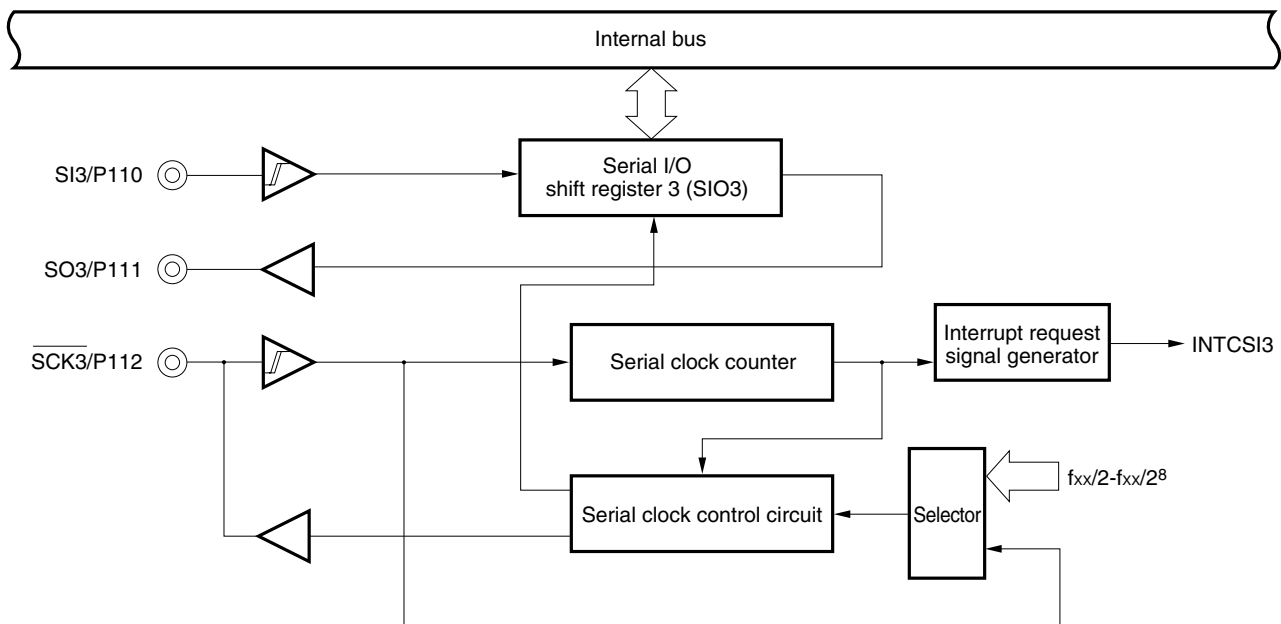 Internal bus
SI3/P110
Serial I/O
shift register 3 (SIO3)
SO3/P111
SCK3/P112
Serial clock counter
Interrupt request
signal generator
INTCSI3
Serial clock control circuit
Selector
fxx/2-fxx/2⁸